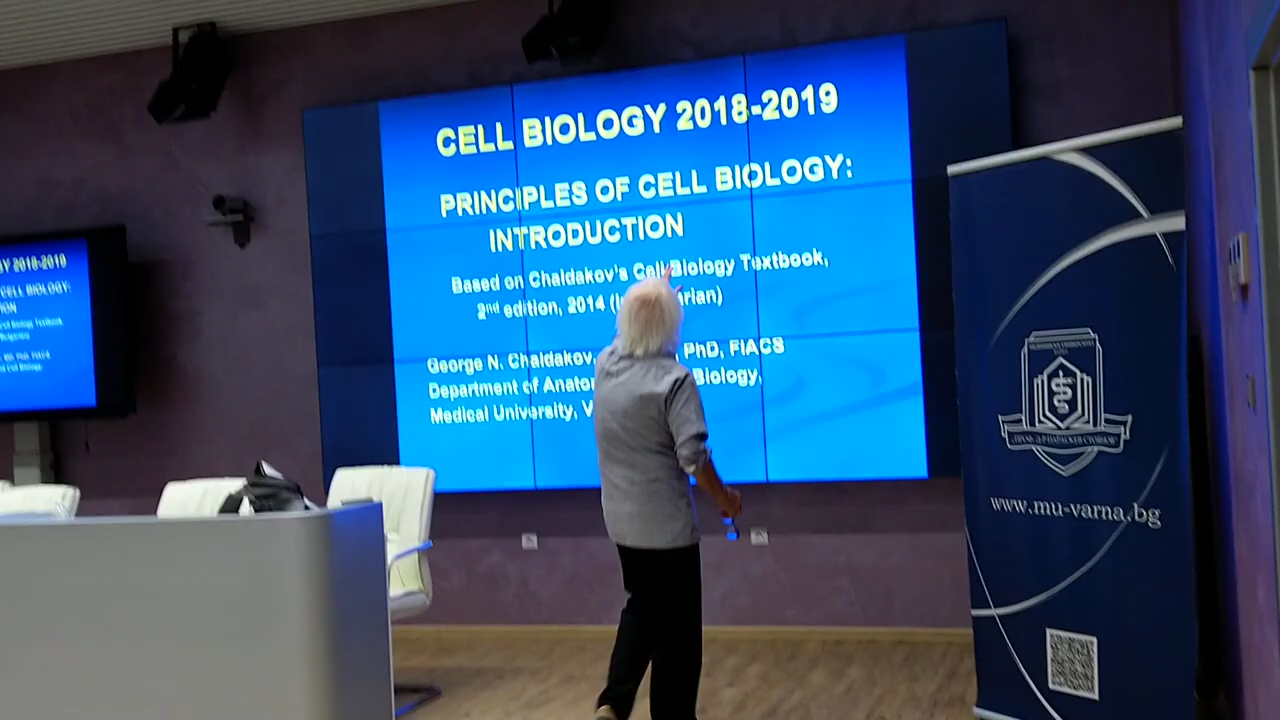 CELL BIOLOGY 2018-2019
PRINCIPLES OF CELL BIOLOGY:
INTRODUCTION
Based on Chaldakov's Cell Biology Textbook,
2nd edition, 2014 (
George N. Chaldakov, PhD, FIACS
Department of Biology,
Medical University,
GY 2018-2019
CELL BIOLOGY:
www.mu-varna.bg